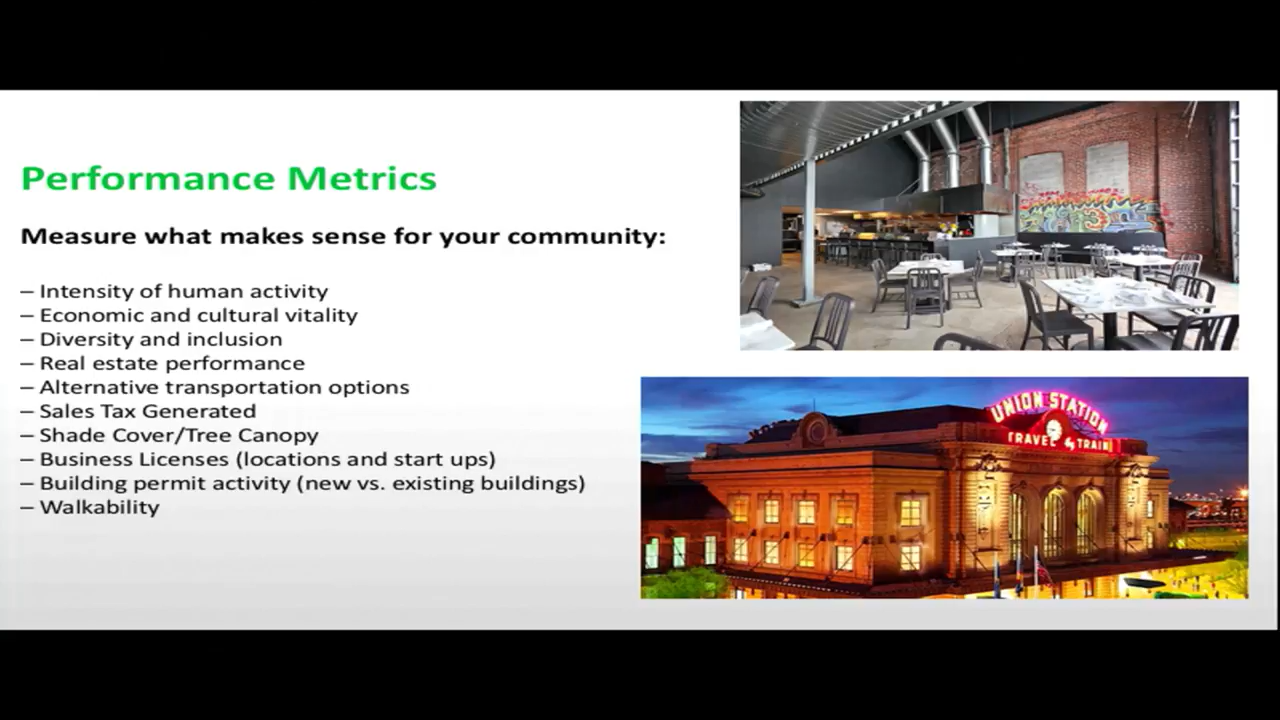 Performance Metrics
Measure what makes sense for your community:
– Intensity of human activity
– Economic and cultural vitality
– Diversity and inclusion
– Real estate performance
– Alternative transportation options
– Sales Tax Generated
– Shade Cover/Tree Canopy
– Business Licenses (locations and start ups)
– Building permit activity (new vs. existing buildings)
– Walkability
UNION STATION
TRAVEL by TRAIN